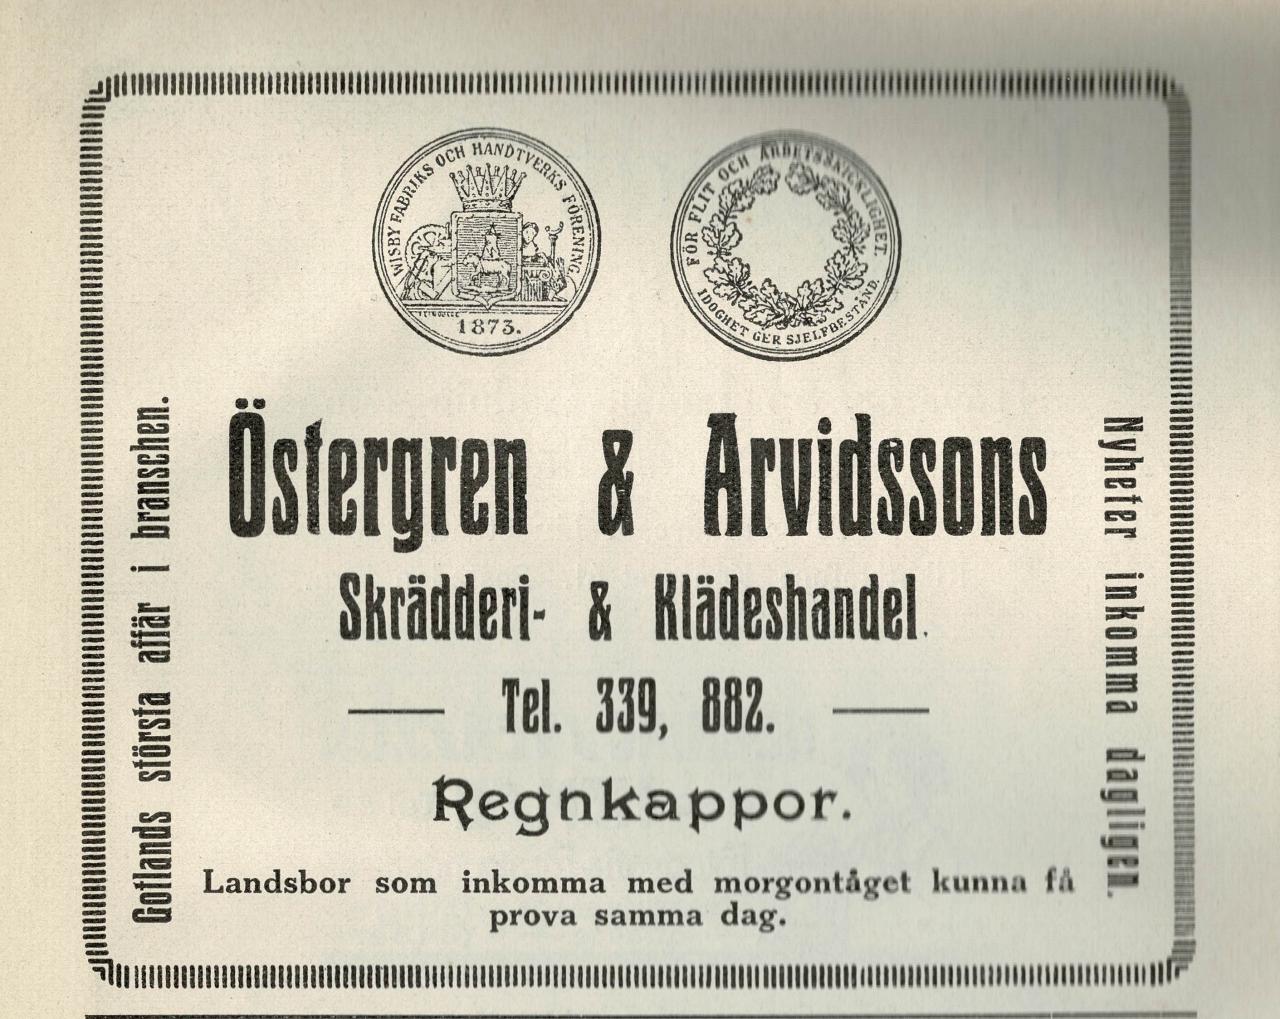 WISBY FABRIKS OCH HANDTVERKS FÖRENING.
1873.
FÖR FLIT OCH ARBETSSKICKLIGHET.
IDOGHET GER SJELFBESTÅND.
Gotlands största affär i branschen.
Östergren & Arvidssons
Skrädderi- & Klädeshandel.
Tel. 339, 882.
Regnkappor.
Landsbor som inkomma med morgontåget kunna få
prova samma dag.
Nyheter inkomma dagligen.